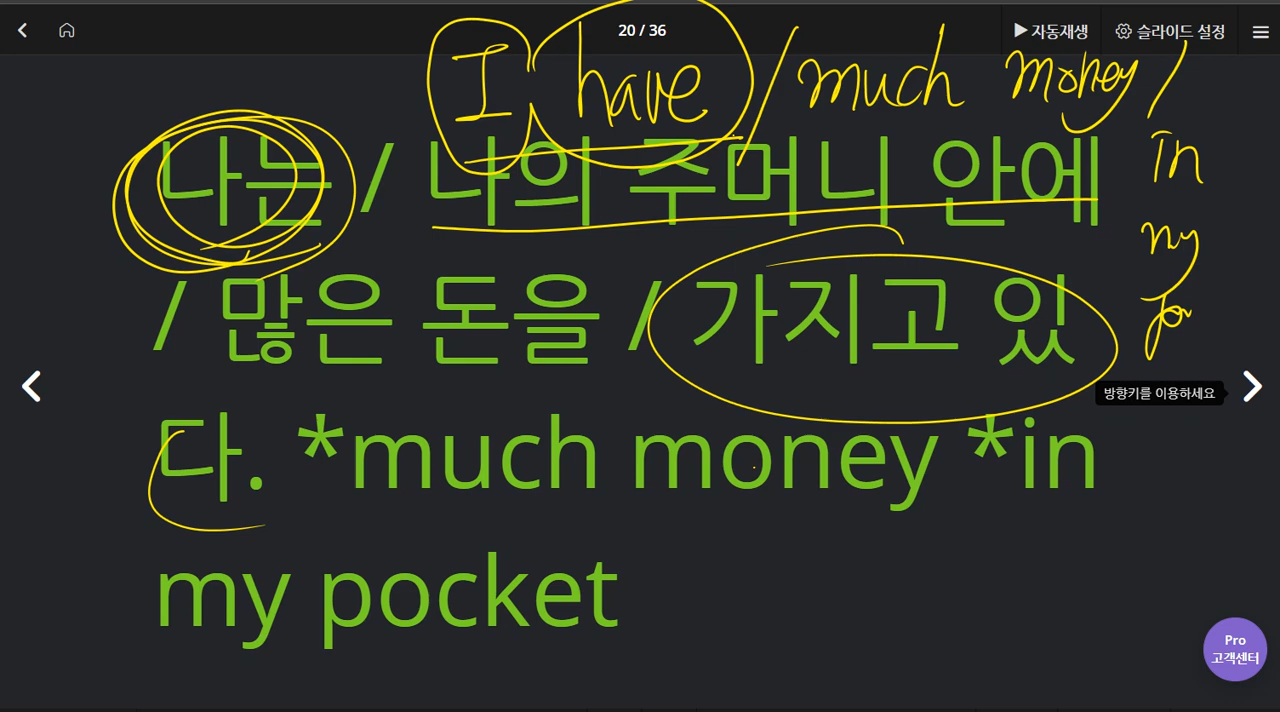 20 / 36
자동재생
슬라이드 설정
I have / much money /
in
my
나는 / 나의 주머니 안에
/ 많은 돈을 / 가지고 있
다. *much money *in
my pocket
방향키를 이용하세요
Pro
고객센터